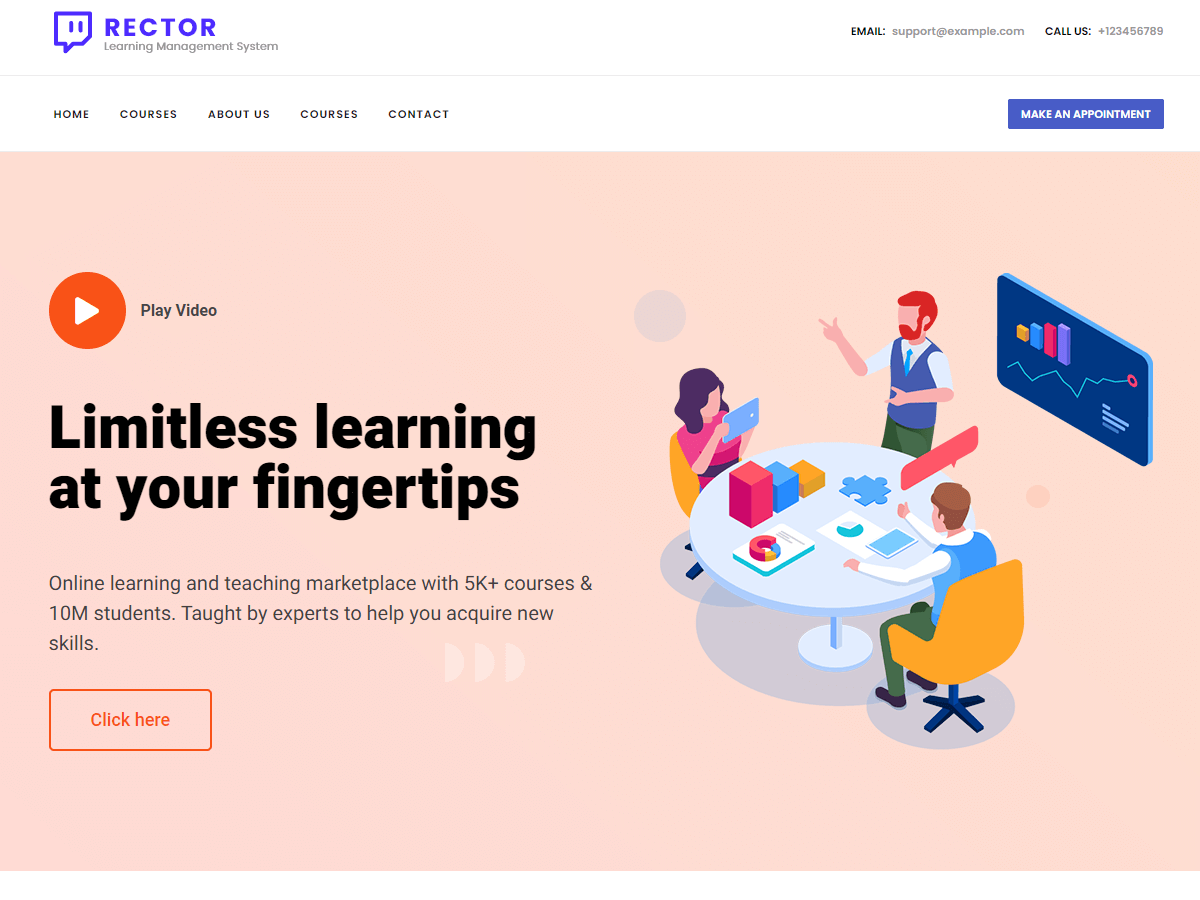 RECTOR
Learning Management System
EMAIL: support@example.com CALL US: +123456789
HOME COURSES ABOUT US COURSES CONTACT
MAKE AN APPOINTMENT
Play Video
Limitless learning
at your fingertips
Online learning and teaching marketplace with 5K+ courses &
10M students. Taught by experts to help you acquire new
skills.
Click here